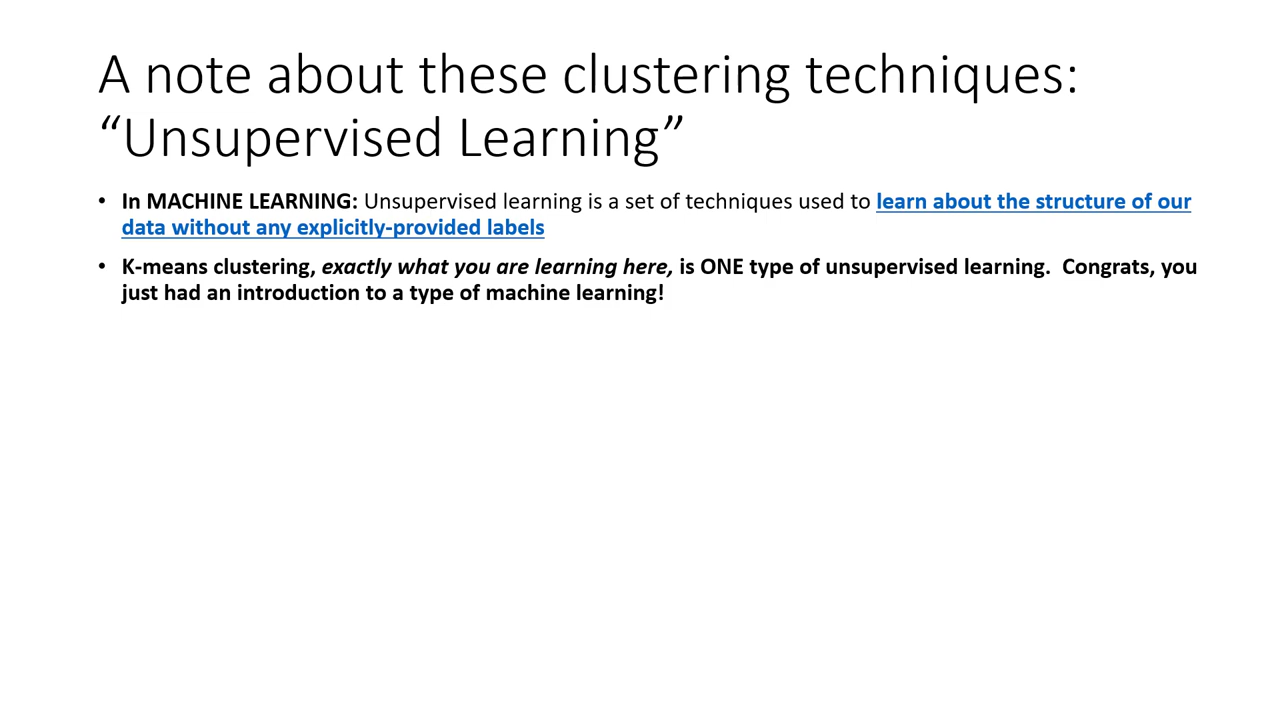 A note about these clustering techniques:
“Unsupervised Learning”
• In MACHINE LEARNING: Unsupervised learning is a set of techniques used to learn about the structure of our
data without any explicitly-provided labels
• K-means clustering, exactly what you are learning here, is ONE type of unsupervised learning.  Congrats, you
just had an introduction to a type of machine learning!